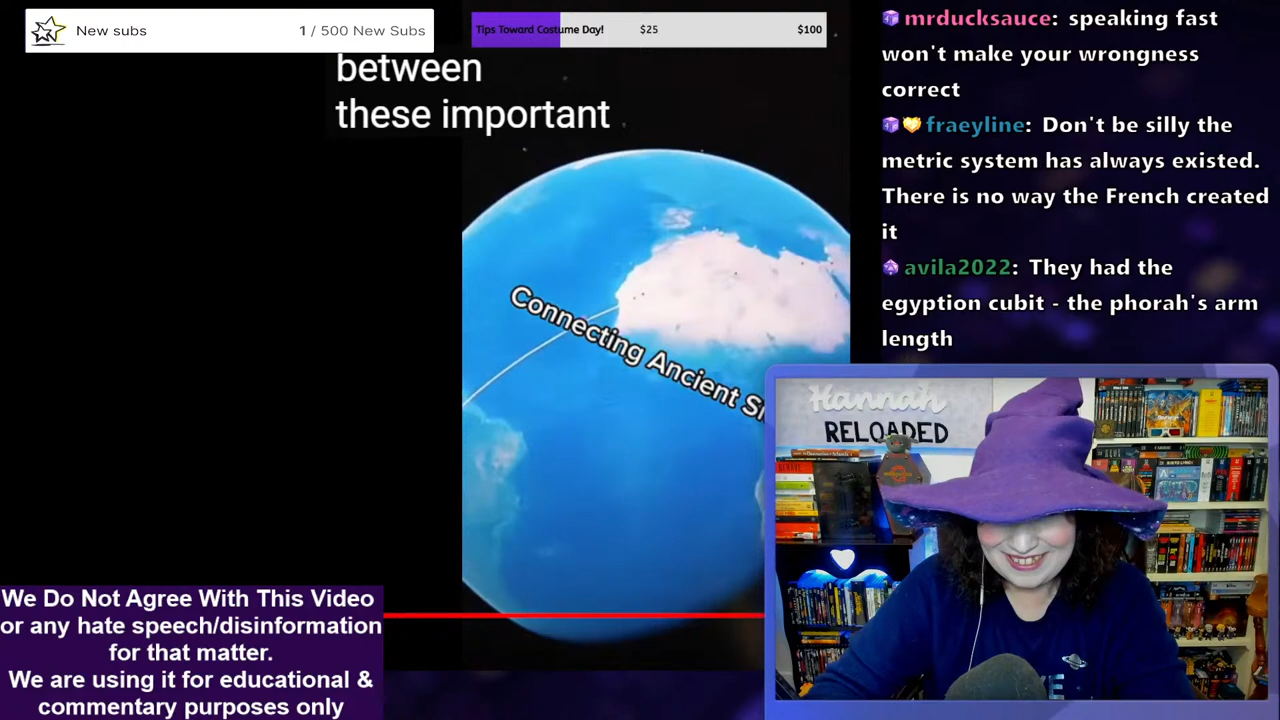 New subs
1 / 500 New Subs
Tips Toward Costume Day!
$25
$100
between
these important
Connecting Ancient
mrducksauce: speaking fast
won't make your wrongness
correct
fraeyline: Don't be silly the
metric system has always existed.
There is no way the French created
it
avila2022: They had the
egyption cubit - the phorah's arm
length
Hannah
RELOADED
We Do Not Agree With This Video
or any hate speech/disinformation
for that matter.
We are using it for educational &
commentary purposes only